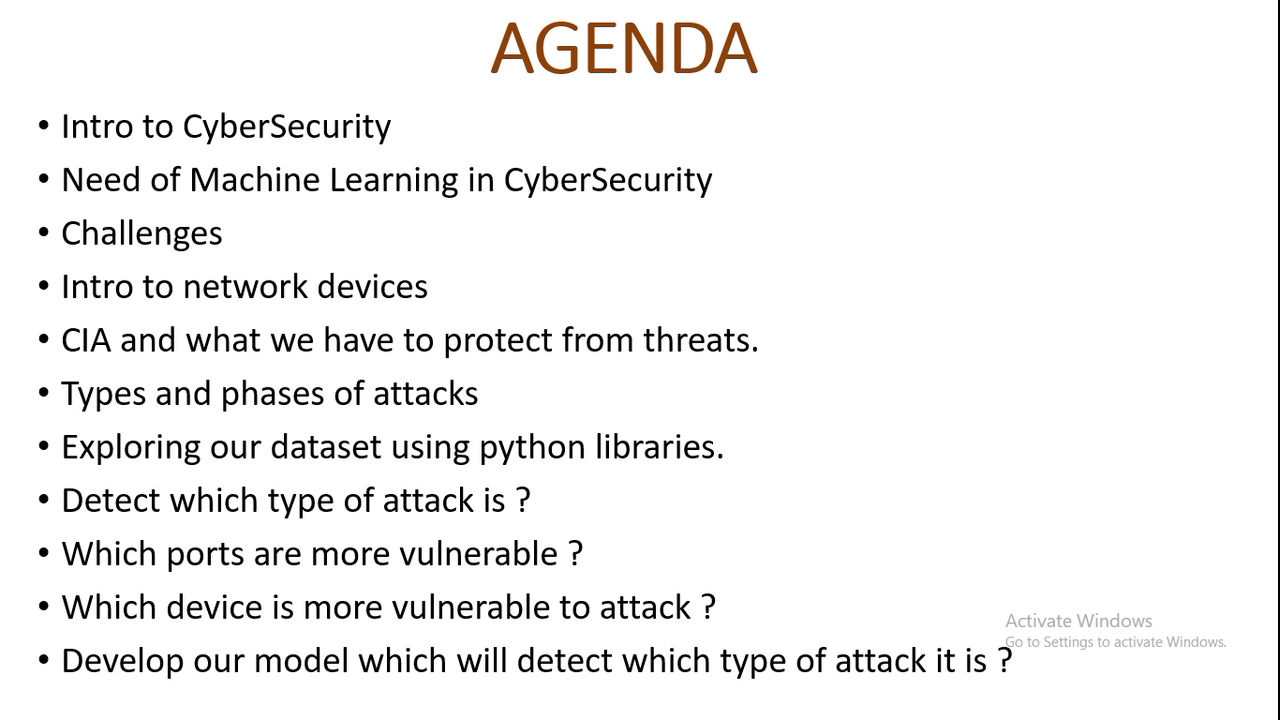 AGENDA
• Intro to CyberSecurity
• Need of Machine Learning in CyberSecurity
• Challenges
• Intro to network devices
• CIA and what we have to protect from threats.
• Types and phases of attacks
• Exploring our dataset using python libraries.
• Detect which type of attack is ?
• Which ports are more vulnerable ?
• Which device is more vulnerable to attack ?
• Develop our model which will detect which type of attack it is ?
Activate Windows
Go to Settings to activate Windows.